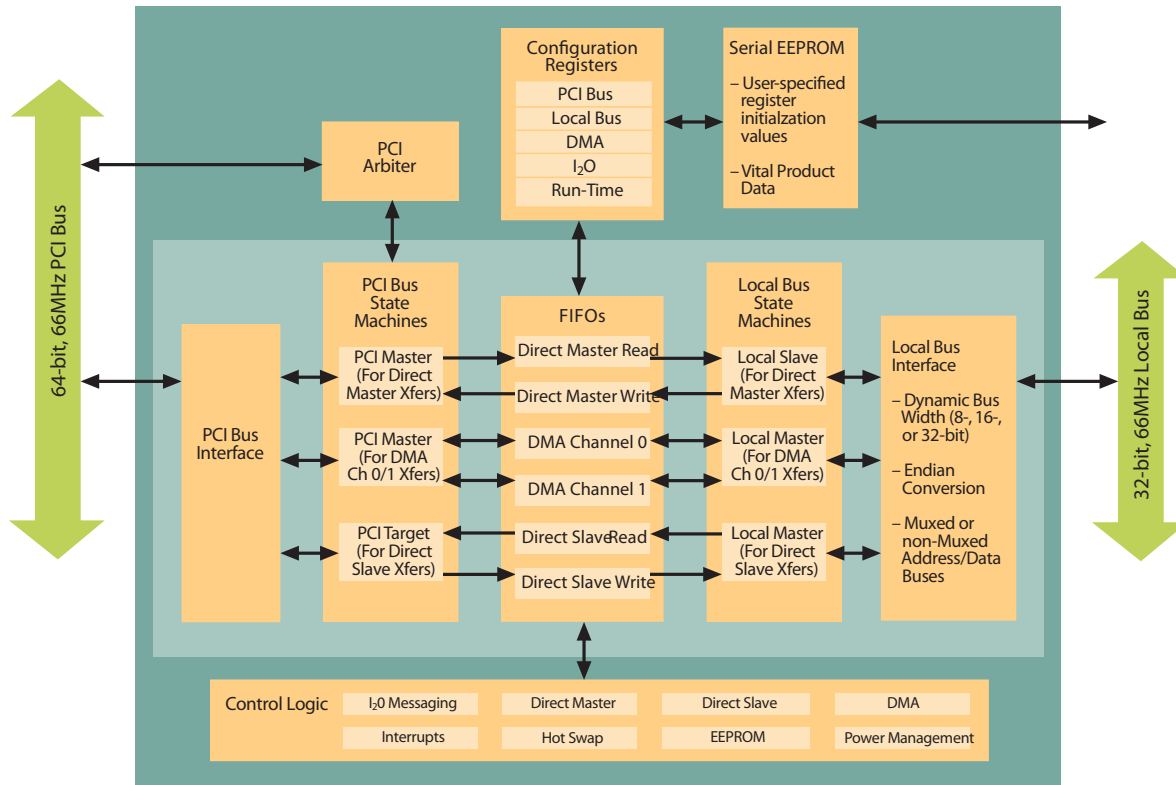 64-bit, 66MHz PCI Bus
PCI
Arbiter
Configuration
Registers
PCI Bus
Local Bus
DMA
I₂O
Run-Time
Serial EEPROM
– User-specified
register
initialzation
values
– Vital Product
Data
PCI Bus
Interface
PCI Bus
State
Machines
PCI Master
(For Direct
Master Xfers)
PCI Master
(For DMA
Ch 0/1 Xfers)
PCI Target
(For Direct
Slave Xfers)
FIFOs
Direct Master Read
Direct Master Write
DMA Channel 0
DMA Channel 1
Direct Slave Read
Direct Slave Write
Local Bus
State
Machines
Local Slave
(For Direct
Master Xfers)
Local Master
(For DMA
Ch 0/1 Xfers)
Local Master
(For Direct
Slave Xfers)
Local Bus
Interface
– Dynamic Bus
Width (8-, 16-,
or 32-bit)
– Endian
Conversion
– Muxed or
non-Muxed
Address/Data
Buses
32-bit, 66MHz Local Bus
Control Logic
I₂0 Messaging
Direct Master
Direct Slave
DMA
Interrupts
Hot Swap
EEPROM
Power Management